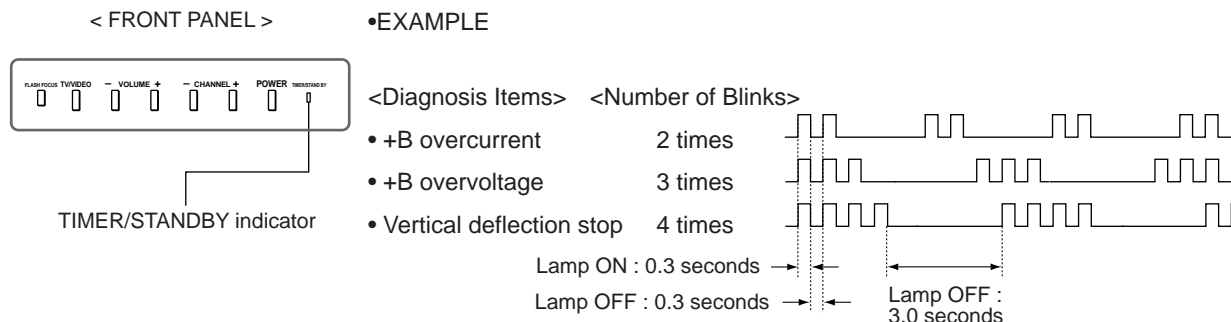 < FRONT PANEL >
•EXAMPLE
FLASH FOCUS TV/VIDEO – VOLUME + – CHANNEL + POWER TIMER/STAND BY
<Diagnosis Items> <Number of Blinks>
• +B overcurrent 2 times
• +B overvoltage 3 times
• Vertical deflection stop 4 times
TIMER/STANDBY indicator
Lamp ON : 0.3 seconds
Lamp OFF : 0.3 seconds
Lamp OFF :
3.0 seconds